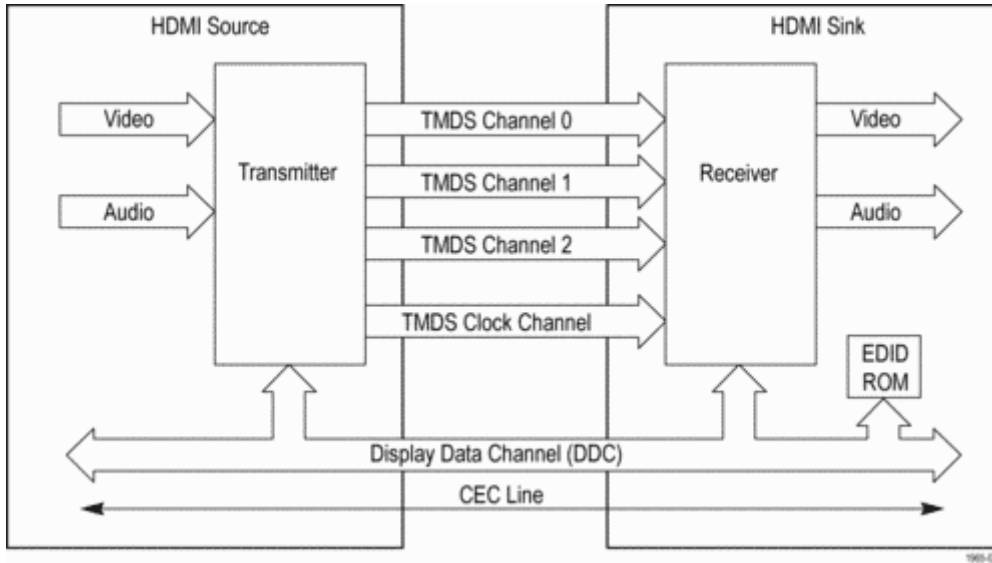 HDMI Source
HDMI Sink
Video
TMDS Channel 0
Video
Transmitter
TMDS Channel 1
Receiver
Audio
Audio
TMDS Channel 2
TMDS Clock Channel
EDID
ROM
Display Data Channel (DDC)
CEC Line